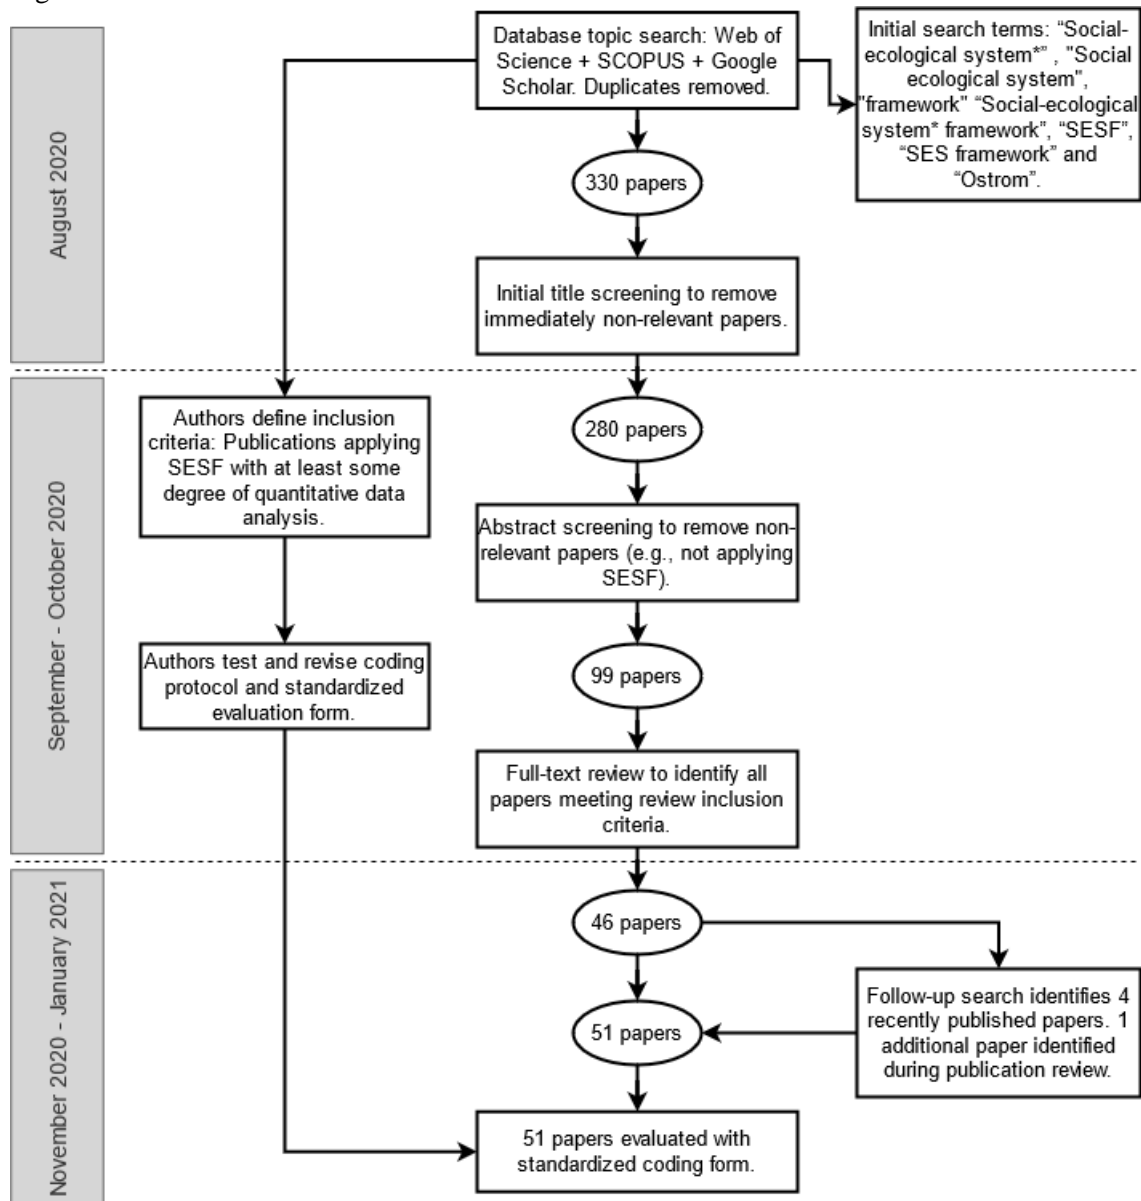 Database topic search: Web of
Science + SCOPUS + Google
Scholar. Duplicates removed.
Initial search terms: “Social-
ecological system*” , "Social
ecological system",
"framework" “Social-ecological
system* framework”, “SESF”,
“SES framework” and
“Ostrom”.
August 2020
330 papers
Initial title screening to remove
immediately non-relevant papers.
September - October 2020
Authors define inclusion
criteria: Publications applying
SESF with at least some
degree of quantitative data
analysis.
280 papers
Abstract screening to remove non-
relevant papers (e.g., not applying
SESF).
Authors test and revise coding
protocol and standardized
evaluation form.
99 papers
Full-text review to identify all
papers meeting review inclusion
criteria.
November 2020 - January 2021
46 papers
Follow-up search identifies 4
recently published papers. 1
additional paper identified
during publication review.
51 papers
51 papers evaluated with
standardized coding form.